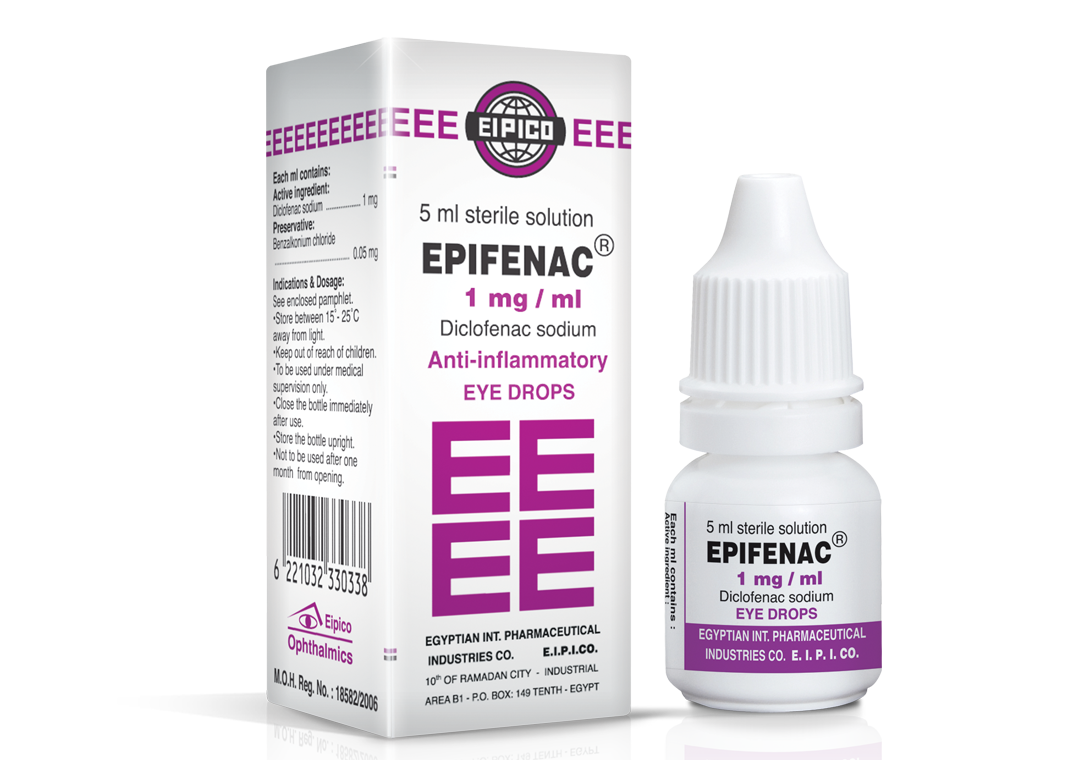 EEEEEEEEEEE
Each ml contains:
Active ingredient:
Diclofenac sodium .............. 1 mg
Preservative:
Benzalkonium chloride
.............................. 0.05 mg
Indications & Dosage:
See enclosed pamphlet.
•Store between 15°- 25°C
away from light.
•Keep out of reach of children.
•To be used under medical
supervision only.
•Close the bottle immediately
after use.
•Store the bottle upright.
•Not to be used after one
month from opening.
6 221032 330338
Eipico
Ophthalmics
M.O.H. Reg. No. : 18582/2006
EEE EIPICO EEE
5 ml sterile solution
EPIFENAC®
1 mg / ml
Diclofenac sodium
Anti-inflammatory
EYE DROPS
EE
EE
EGYPTIAN INT. PHARMACEUTICAL
INDUSTRIES CO. E.I.P.I.CO.
10th OF RAMADAN CITY - INDUSTRIAL
AREA B1 - P.O. BOX: 149 TENTH - EGYPT
Each ml contains :
Active ingredient :
5 ml sterile solution
EPIFENAC®
1 mg / ml
Diclofenac sodium
EYE DROPS
EGYPTIAN INT. PHARMACEUTICAL
INDUSTRIES CO. E. I. P. I. CO.